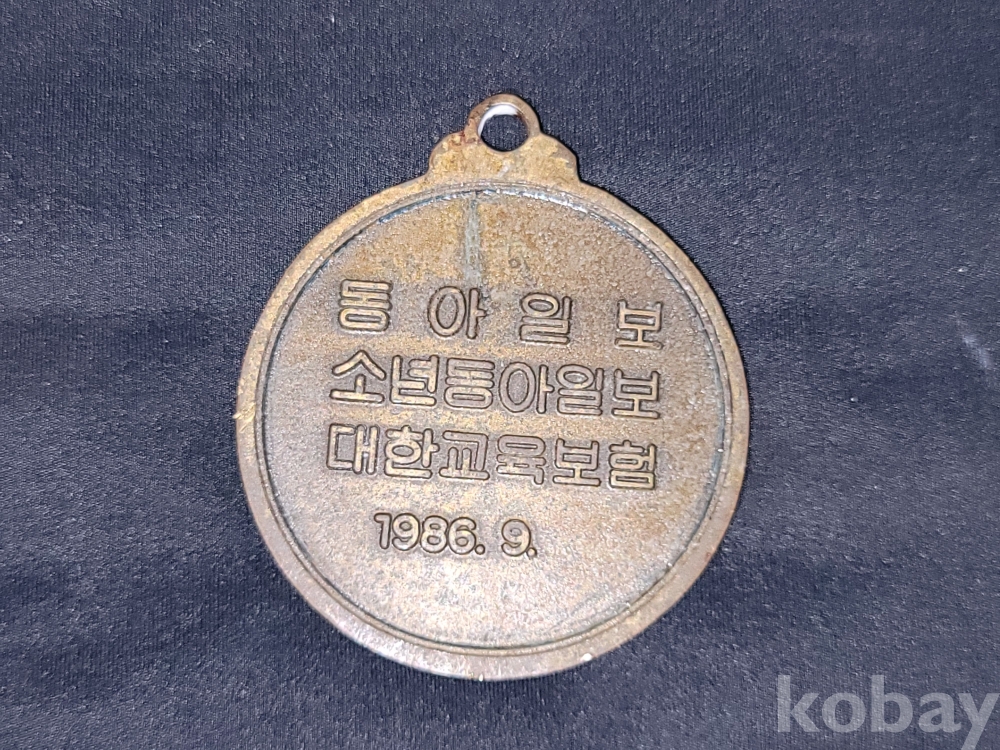 동아일보
소년동아일보
대한교육보험
1986. 9.
kobay